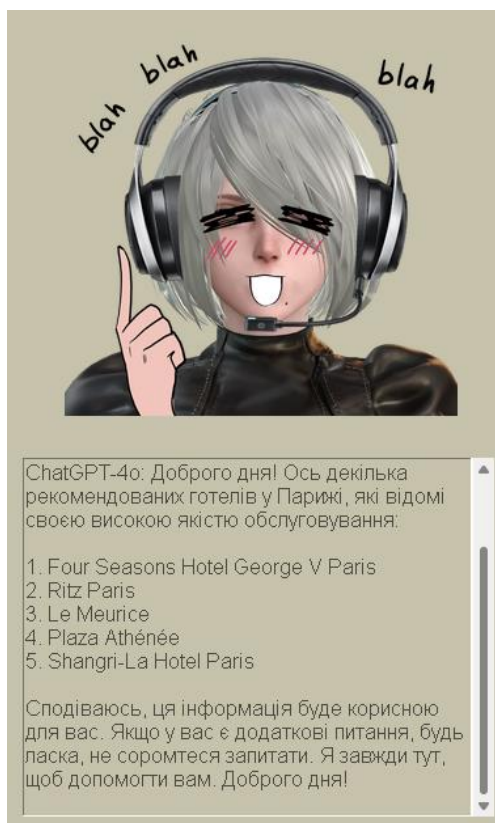 blah
blah
blah
ChatGPT-4o: Доброго дня! Ось декілька
рекомендованих готелів у Парижі, які відомі
своєю високою якістю обслуговування:
1. Four Seasons Hotel George V Paris
2. Ritz Paris
3. Le Meurice
4. Plaza Athénée
5. Shangri-La Hotel Paris
Сподіваюсь, ця інформація буде корисною
для вас. Якщо у вас є додаткові питання, будь
ласка, не соромтеся запитати. Я завжди тут,
щоб допомогти вам. Доброго дня!